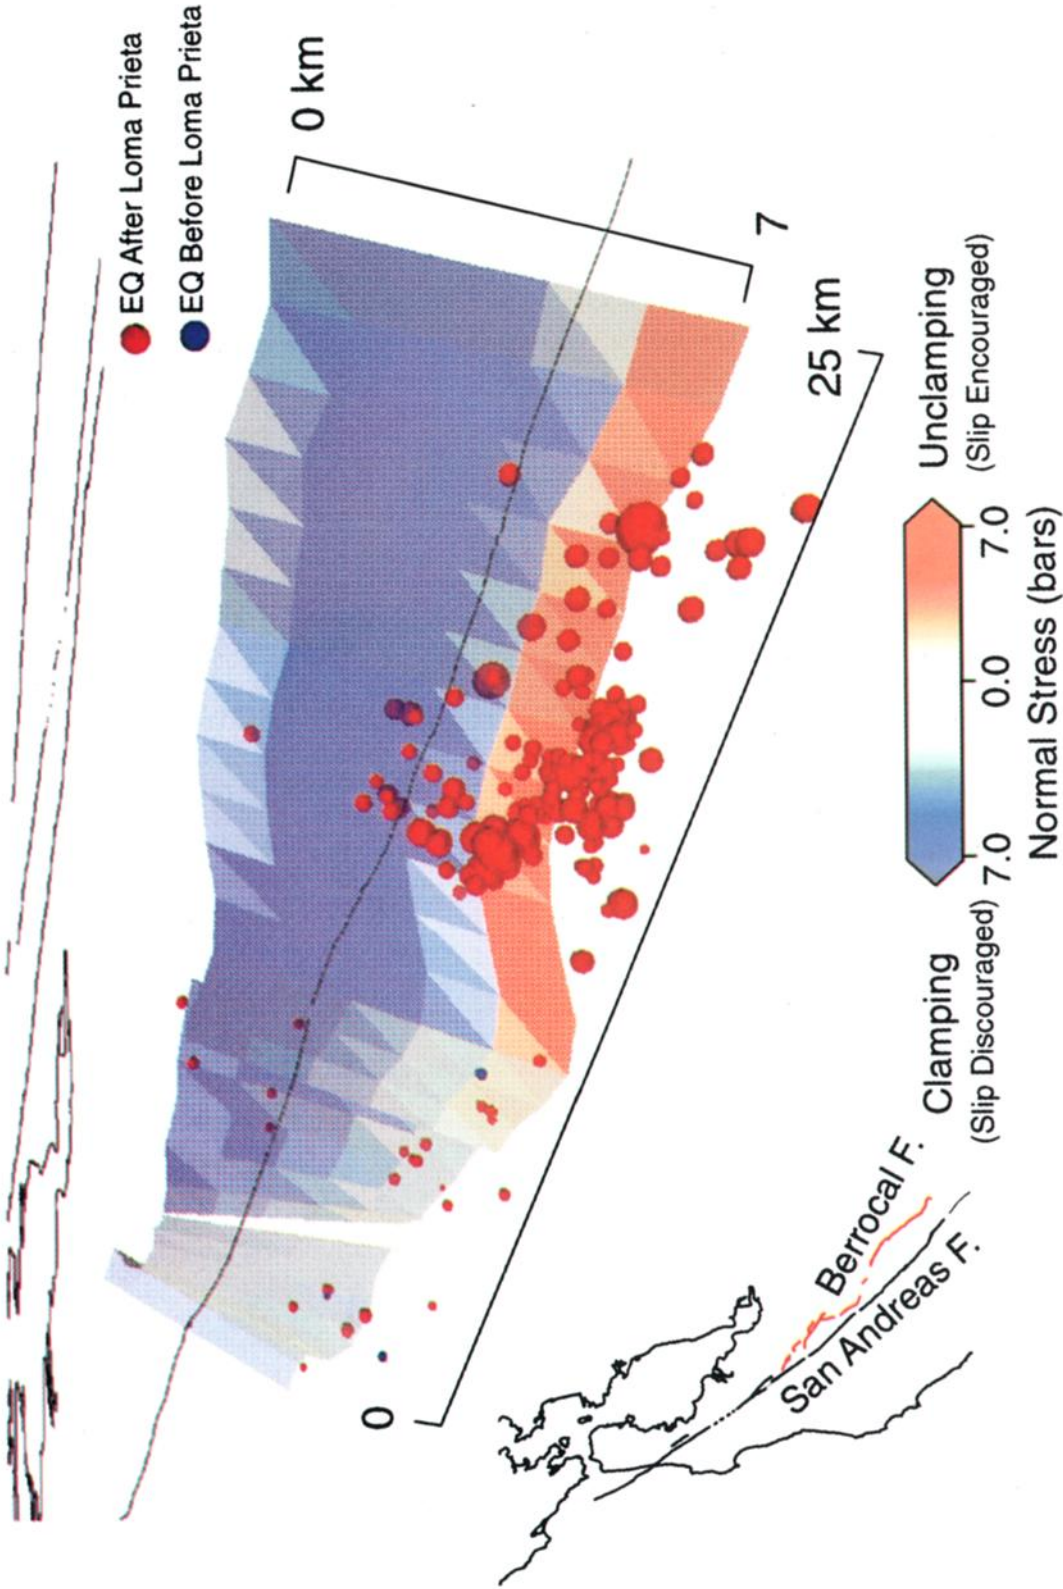 EQ After Loma Prieta
EQ Before Loma Prieta
0 km
7
0
25 km
San Andreas F.
Berrocal F.
Clamping
(Slip Discouraged)
Unclamping
(Slip Encouraged)
7.0
0.0
7.0
Normal Stress (bars)